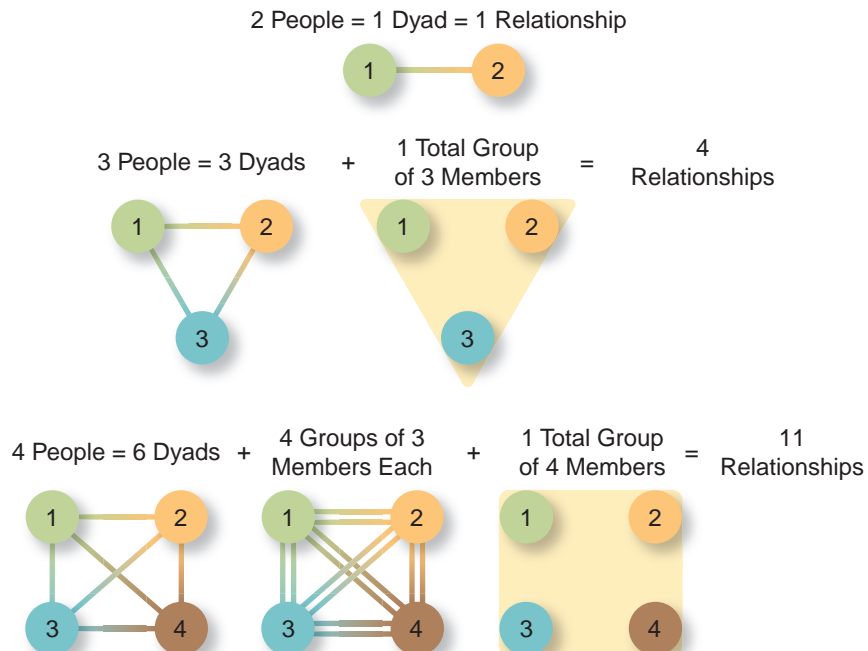 2 People = 1 Dyad = 1 Relationship
1 2
3 People = 3 Dyads + 1 Total Group of 3 Members = 4 Relationships
1 2 1 2
3 3
4 People = 6 Dyads + 4 Groups of 3 Members Each + 1 Total Group of 4 Members = 11 Relationships
1 2 1 2 1 2
3 4 3 4 3 4